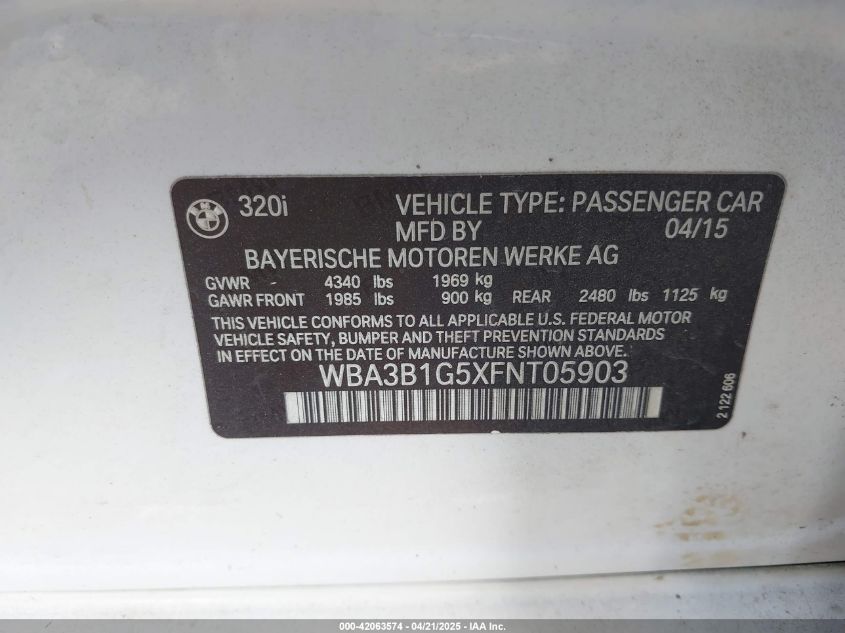 320i VEHICLE TYPE: PASSENGER CAR
MFD BY 04/15
BAYERISCHE MOTOREN WERKE AG
GVWR - 4340 lbs 1969 kg
GAWR FRONT 1985 lbs 900 kg REAR 2480 lbs 1125 kg
THIS VEHICLE CONFORMS TO ALL APPLICABLE U.S. FEDERAL MOTOR
VEHICLE SAFETY, BUMPER AND THEFT PREVENTION STANDARDS
IN EFFECT ON THE DATE OF MANUFACTURE SHOWN ABOVE.
WBA3B1G5XFNT05903
2 122 606
000-42063574 / 04/21/2025 - IAA Inc.